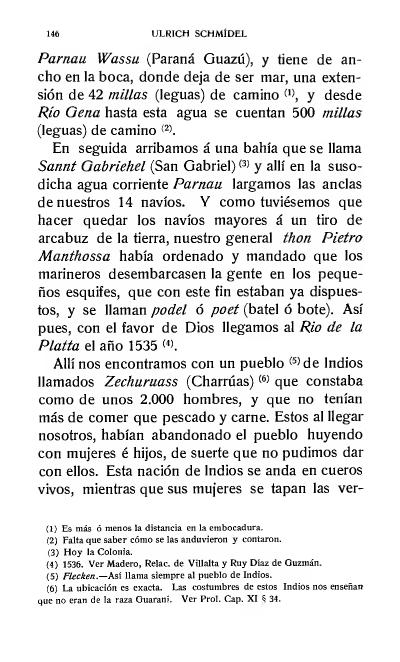 146 ULRICH SCHMÍDEL
Parnau Wassu (Paraná Guazú), y tiene de an-
cho en la boca, donde deja de ser mar, una exten-
sión de 42 millas (leguas) de camino (1), y desde
Río Gena hasta esta agua se cuentan 500 millas
(leguas) de camino (2).
En seguida arribamos á una bahía que se llama
Sannt Gabriehel (San Gabriel) (3) y allí en la suso-
dicha agua corriente Parnau largamos las anclas
de nuestros 14 navíos. Y como tuviésemos que
hacer quedar los navíos mayores á un tiro de
arcabuz de la tierra, nuestro general thon Pietro
Manthossa había ordenado y mandado que los
marineros desembarcasen la gente en los peque-
ños esquifes, que con este fin estaban ya dispues-
tos, y se llaman podel ó poet (batel ó bote). Así
pues, con el favor de Dios llegamos al Rio de la
Platta el año 1535 (4).
Allí nos encontramos con un pueblo (5) de Indios
llamados Zechuruass (Charrúas) (6) que constaba
como de unos 2.000 hombres, y que no tenían
más de comer que pescado y carne. Estos al llegar
nosotros, habían abandonado el pueblo huyendo
con mujeres é hijos, de suerte que no pudimos dar
con ellos. Esta nación de Indios se anda en cueros
vivos, mientras que sus mujeres se tapan las ver-
(1) Es más ó menos la distancia en la embocadura.
(2) Falta que saber cómo se las anduvieron y contaron.
(3) Hoy la Colonia.
(4) 1536. Ver Madero, Relac. de Villalta y Ruy Díaz de Guzmán.
(5) Flecken.—Así llama siempre al pueblo de Indios.
(6) La ubicación es exacta. Las costumbres de estos Indios nos enseñan
que no eran de la raza Guaraní. Ver Prol. Cap. XI § 34.